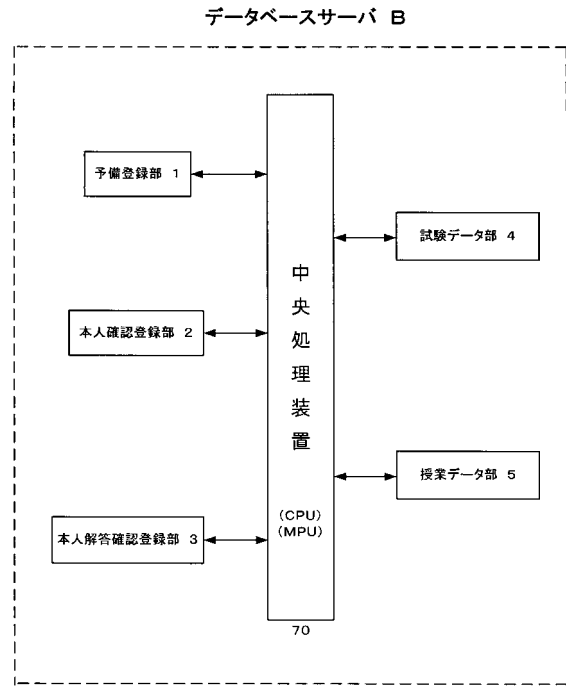 データベースサーバ B
予備登録部 1
試験データ部 4
本人確認登録部 2
中央処理装置
授業データ部 5
(CPU)
(MPU)
本人解答確認登録部 3
70